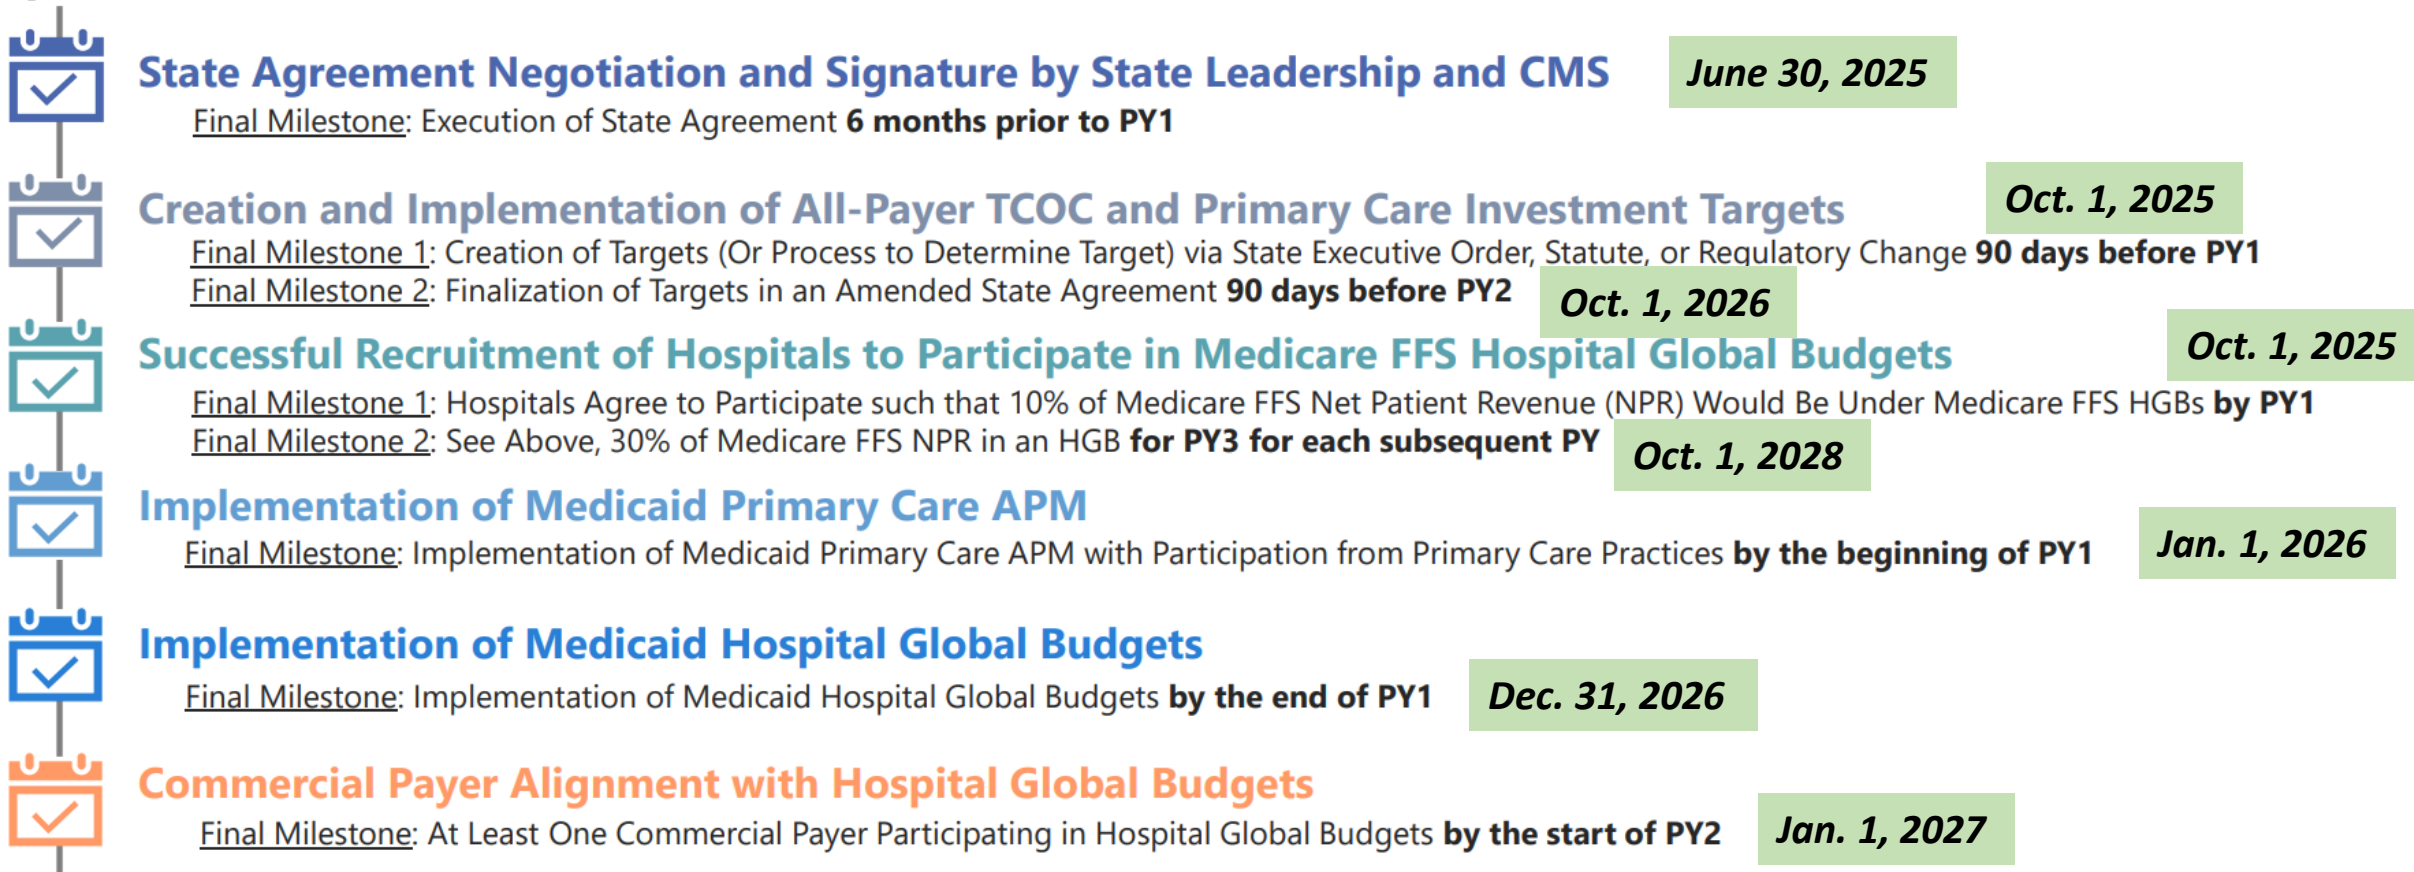 State Agreement Negotiation and Signature by State Leadership and CMS June 30, 2025
Final Milestone: Execution of State Agreement 6 months prior to PY1
Creation and Implementation of All-Payer TCOC and Primary Care Investment Targets Oct. 1, 2025
Final Milestone 1: Creation of Targets (Or Process to Determine Target) via State Executive Order, Statute, or Regulatory Change 90 days before PY1
Final Milestone 2: Finalization of Targets in an Amended State Agreement 90 days before PY2 Oct. 1, 2026
Successful Recruitment of Hospitals to Participate in Medicare FFS Hospital Global Budgets Oct. 1, 2025
Final Milestone 1: Hospitals Agree to Participate such that 10% of Medicare FFS Net Patient Revenue (NPR) Would Be Under Medicare FFS HGBs by PY1
Final Milestone 2: See Above, 30% of Medicare FFS NPR in an HGB for PY3 for each subsequent PY Oct. 1, 2028
Implementation of Medicaid Primary Care APM
Final Milestone: Implementation of Medicaid Primary Care APM with Participation from Primary Care Practices by the beginning of PY1 Jan. 1, 2026
Implementation of Medicaid Hospital Global Budgets
Final Milestone: Implementation of Medicaid Hospital Global Budgets by the end of PY1 Dec. 31, 2026
Commercial Payer Alignment with Hospital Global Budgets
Final Milestone: At Least One Commercial Payer Participating in Hospital Global Budgets by the start of PY2 Jan. 1, 2027